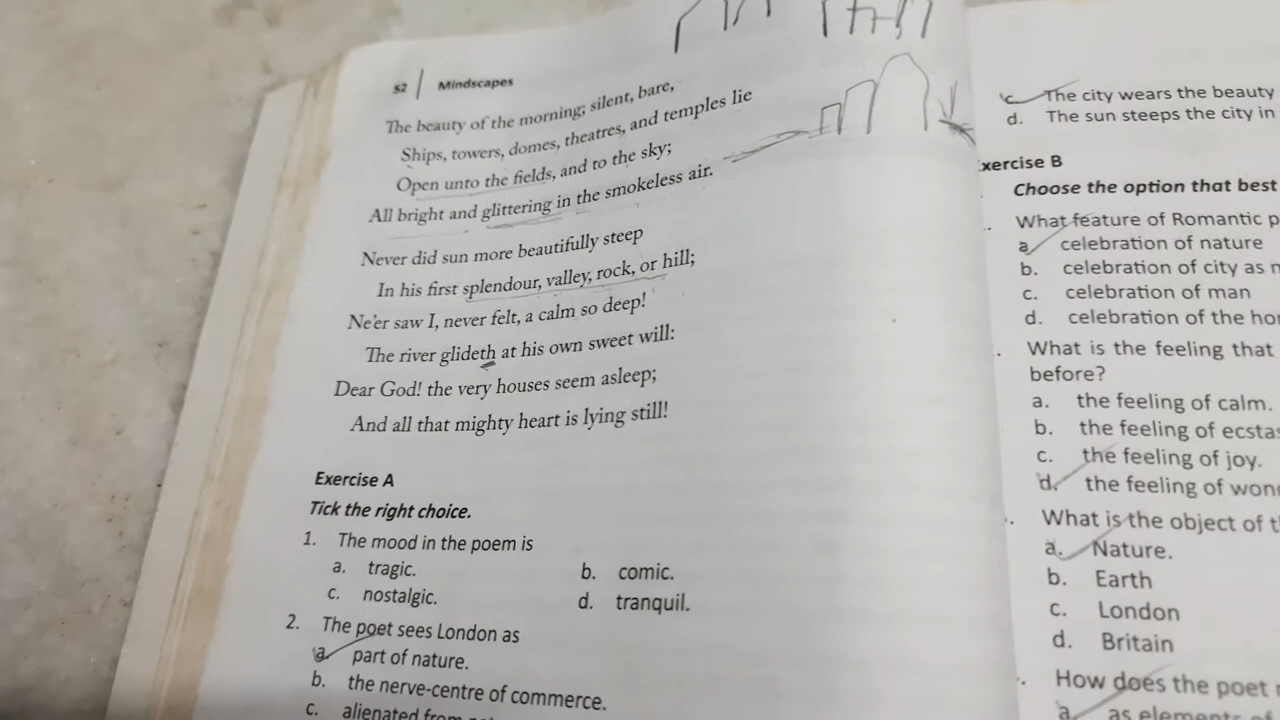 52 | Mindscapes
The beauty of the morning; silent, bare,
Ships, towers, domes, theatres, and temples lie
Open unto the fields, and to the sky;
All bright and glittering in the smokeless air.
Never did sun more beautifully steep
In his first splendour, valley, rock, or hill;
Ne'er saw I, never felt, a calm so deep!
The river glideth at his own sweet will:
Dear God! the very houses seem asleep;
And all that mighty heart is lying still!
Exercise A
Tick the right choice.
1. The mood in the poem is
a. tragic. b. comic.
c. nostalgic. d. tranquil.
2. The poet sees London as
a. part of nature.
b. the nerve-centre of commerce.
c. alienated from
c. The city wears the beauty
d. The sun steeps the city in
xercise B
Choose the option that best
What feature of Romantic p
a. celebration of nature
b. celebration of city as
c. celebration of man
d. celebration of the
What is the feeling that
before?
a. the feeling of calm.
b. the feeling of ecsta
c. the feeling of joy.
d. the feeling of won
What is the object of t
a. Nature.
b. Earth
c. London
d. Britain
How does the poet
a. as elements of